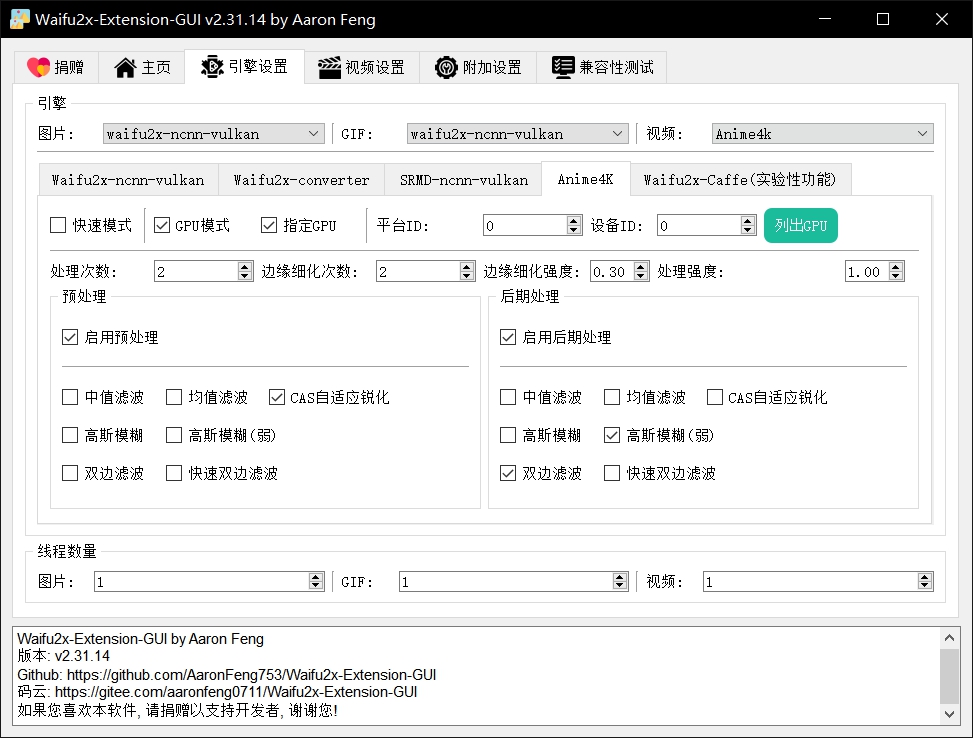 Waifu2x-Extension-GUI v2.31.14 by Aaron Feng
捐赠 主页 引擎设置 视频设置 附加设置 兼容性测试
引擎
图片: waifu2x-ncnn-vulkan GIF: waifu2x-ncnn-vulkan 视频: Anime4k
Waifu2x-ncnn-vulkan Waifu2x-converter SRMD-ncnn-vulkan Anime4K Waifu2x-Caffe(实验性功能)
快速模式 GPU模式 指定GPU 平台ID: 0 设备ID: 0 列出GPU
处理次数: 2 边缘细化次数: 2 边缘细化强度: 0.30 处理强度: 1.00
预处理 后期处理
启用预处理 启用后期处理
中值滤波 均值滤波 CAS自适应锐化 中值滤波 均值滤波 CAS自适应锐化
高斯模糊 高斯模糊(弱) 高斯模糊 高斯模糊(弱)
双边滤波 快速双边滤波 双边滤波 快速双边滤波
线程数量
图片: 1 GIF: 1 视频: 1
Waifu2x-Extension-GUI by Aaron Feng
版本: v2.31.14
Github: https://github.com/AaronFeng753/Waifu2x-Extension-GUI
码云: https://gitee.com/aaronfeng0711/Waifu2x-Extension-GUI
如果您喜欢本软件, 请捐赠以支持开发者, 谢谢您!